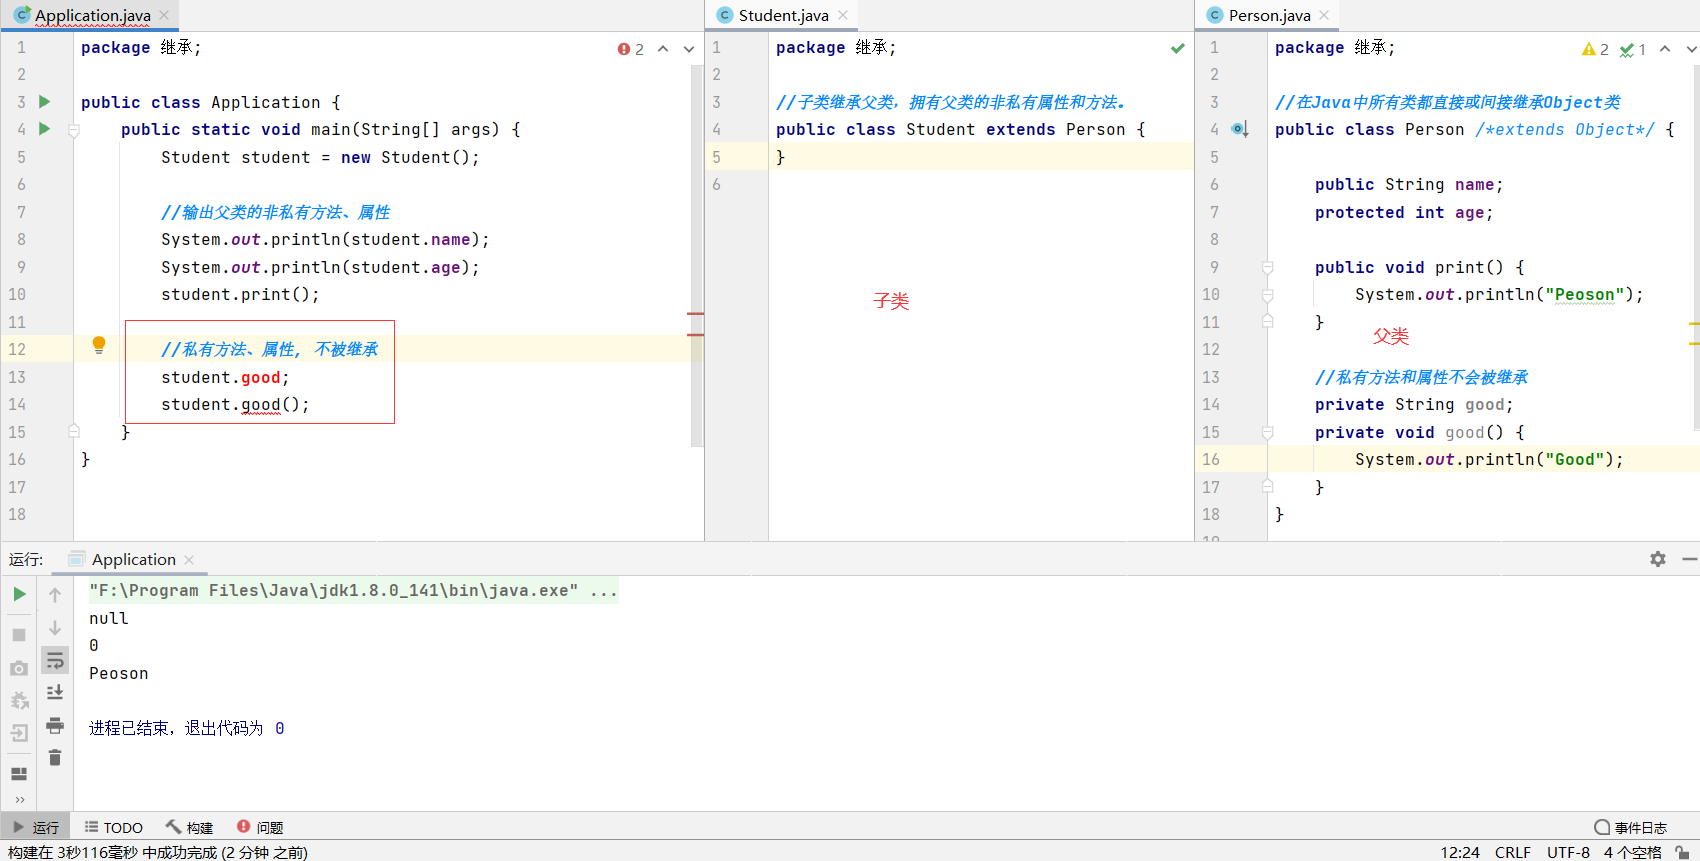 Application.java
1 package 继承;
2
3 public class Application {
4 public static void main(String[] args) {
5 Student student = new Student();
6
7 //输出父类的非私有方法、属性
8 System.out.println(student.name);
9 System.out.println(student.age);
10 student.print();
11
12 //私有方法、属性, 不被继承
13 student.good;
14 student.good();
15 }
16 }
17
18
2
Student.java
1 package 继承;
2
3 //子类继承父类，拥有父类的非私有属性和方法。
4 public class Student extends Person {
5 }
6
子类
Person.java
1 package 继承;
2
3 //在Java中所有类都直接或间接继承Object类
4 public class Person /*extends Object*/ {
5
6 public String name;
7 protected int age;
8
9 public void print() {
10 System.out.println("Peoson");
11 }
12
13 //私有方法和属性不会被继承
14 private String good;
15 private void good() {
16 System.out.println("Good");
17 }
18 }
19
2 1
父类
运行: Application
"F:\Program Files\Java\jdk1.8.0_141\bin\java.exe" ...
null
0
Peoson
进程已结束，退出代码为 0
运行 TODO 构建 问题 事件日志
构建在 3秒116毫秒 中成功完成 (2 分钟 之前) 12:24 CRLF UTF-8 4 个空格